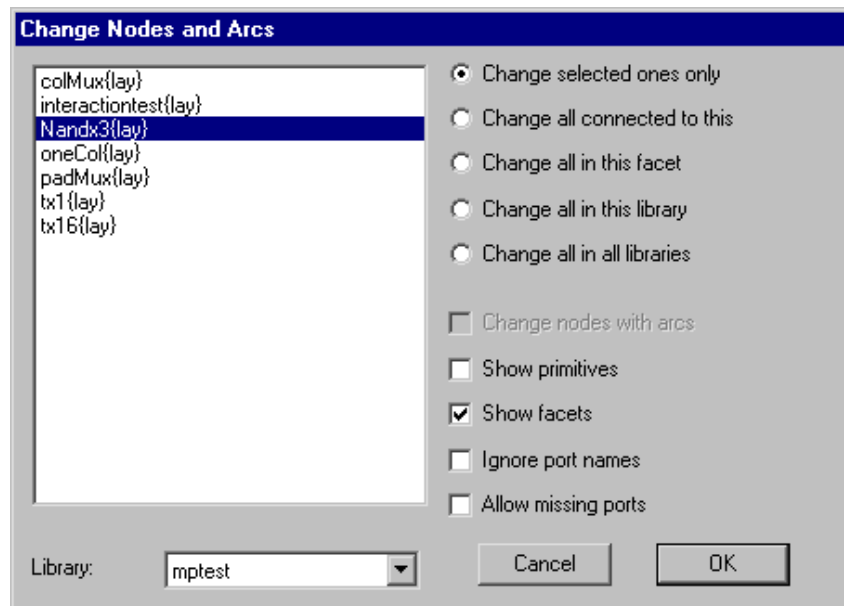 Change Nodes and Arcs
colMux{lay}
interactiontest{lay}
Nandx3{lay}
oneCol{lay}
padMux{lay}
tx1{lay}
tx16{lay}
Change selected ones only
Change all connected to this
Change all in this facet
Change all in this library
Change all in all libraries
Change nodes with arcs
Show primitives
Show facets
Ignore port names
Allow missing ports
Library:
mptest
Cancel
OK